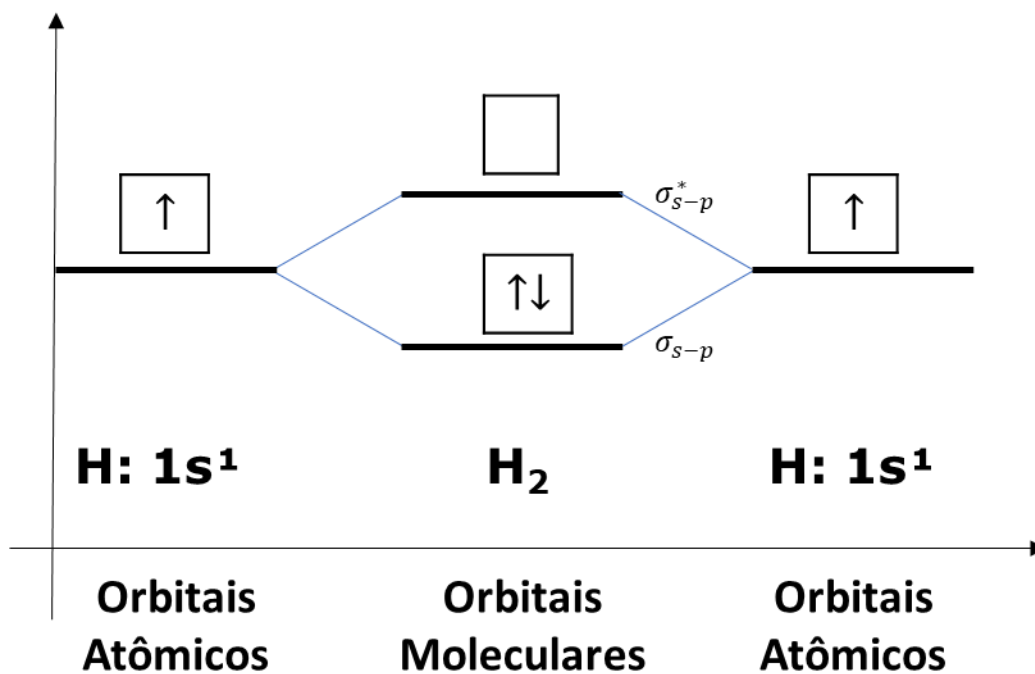 σ*s−p
↑ ↑
↑↓
σs−p
H: 1s¹ H₂ H: 1s¹
Orbitais Orbitais Orbitais
Atômicos Moleculares Atômicos